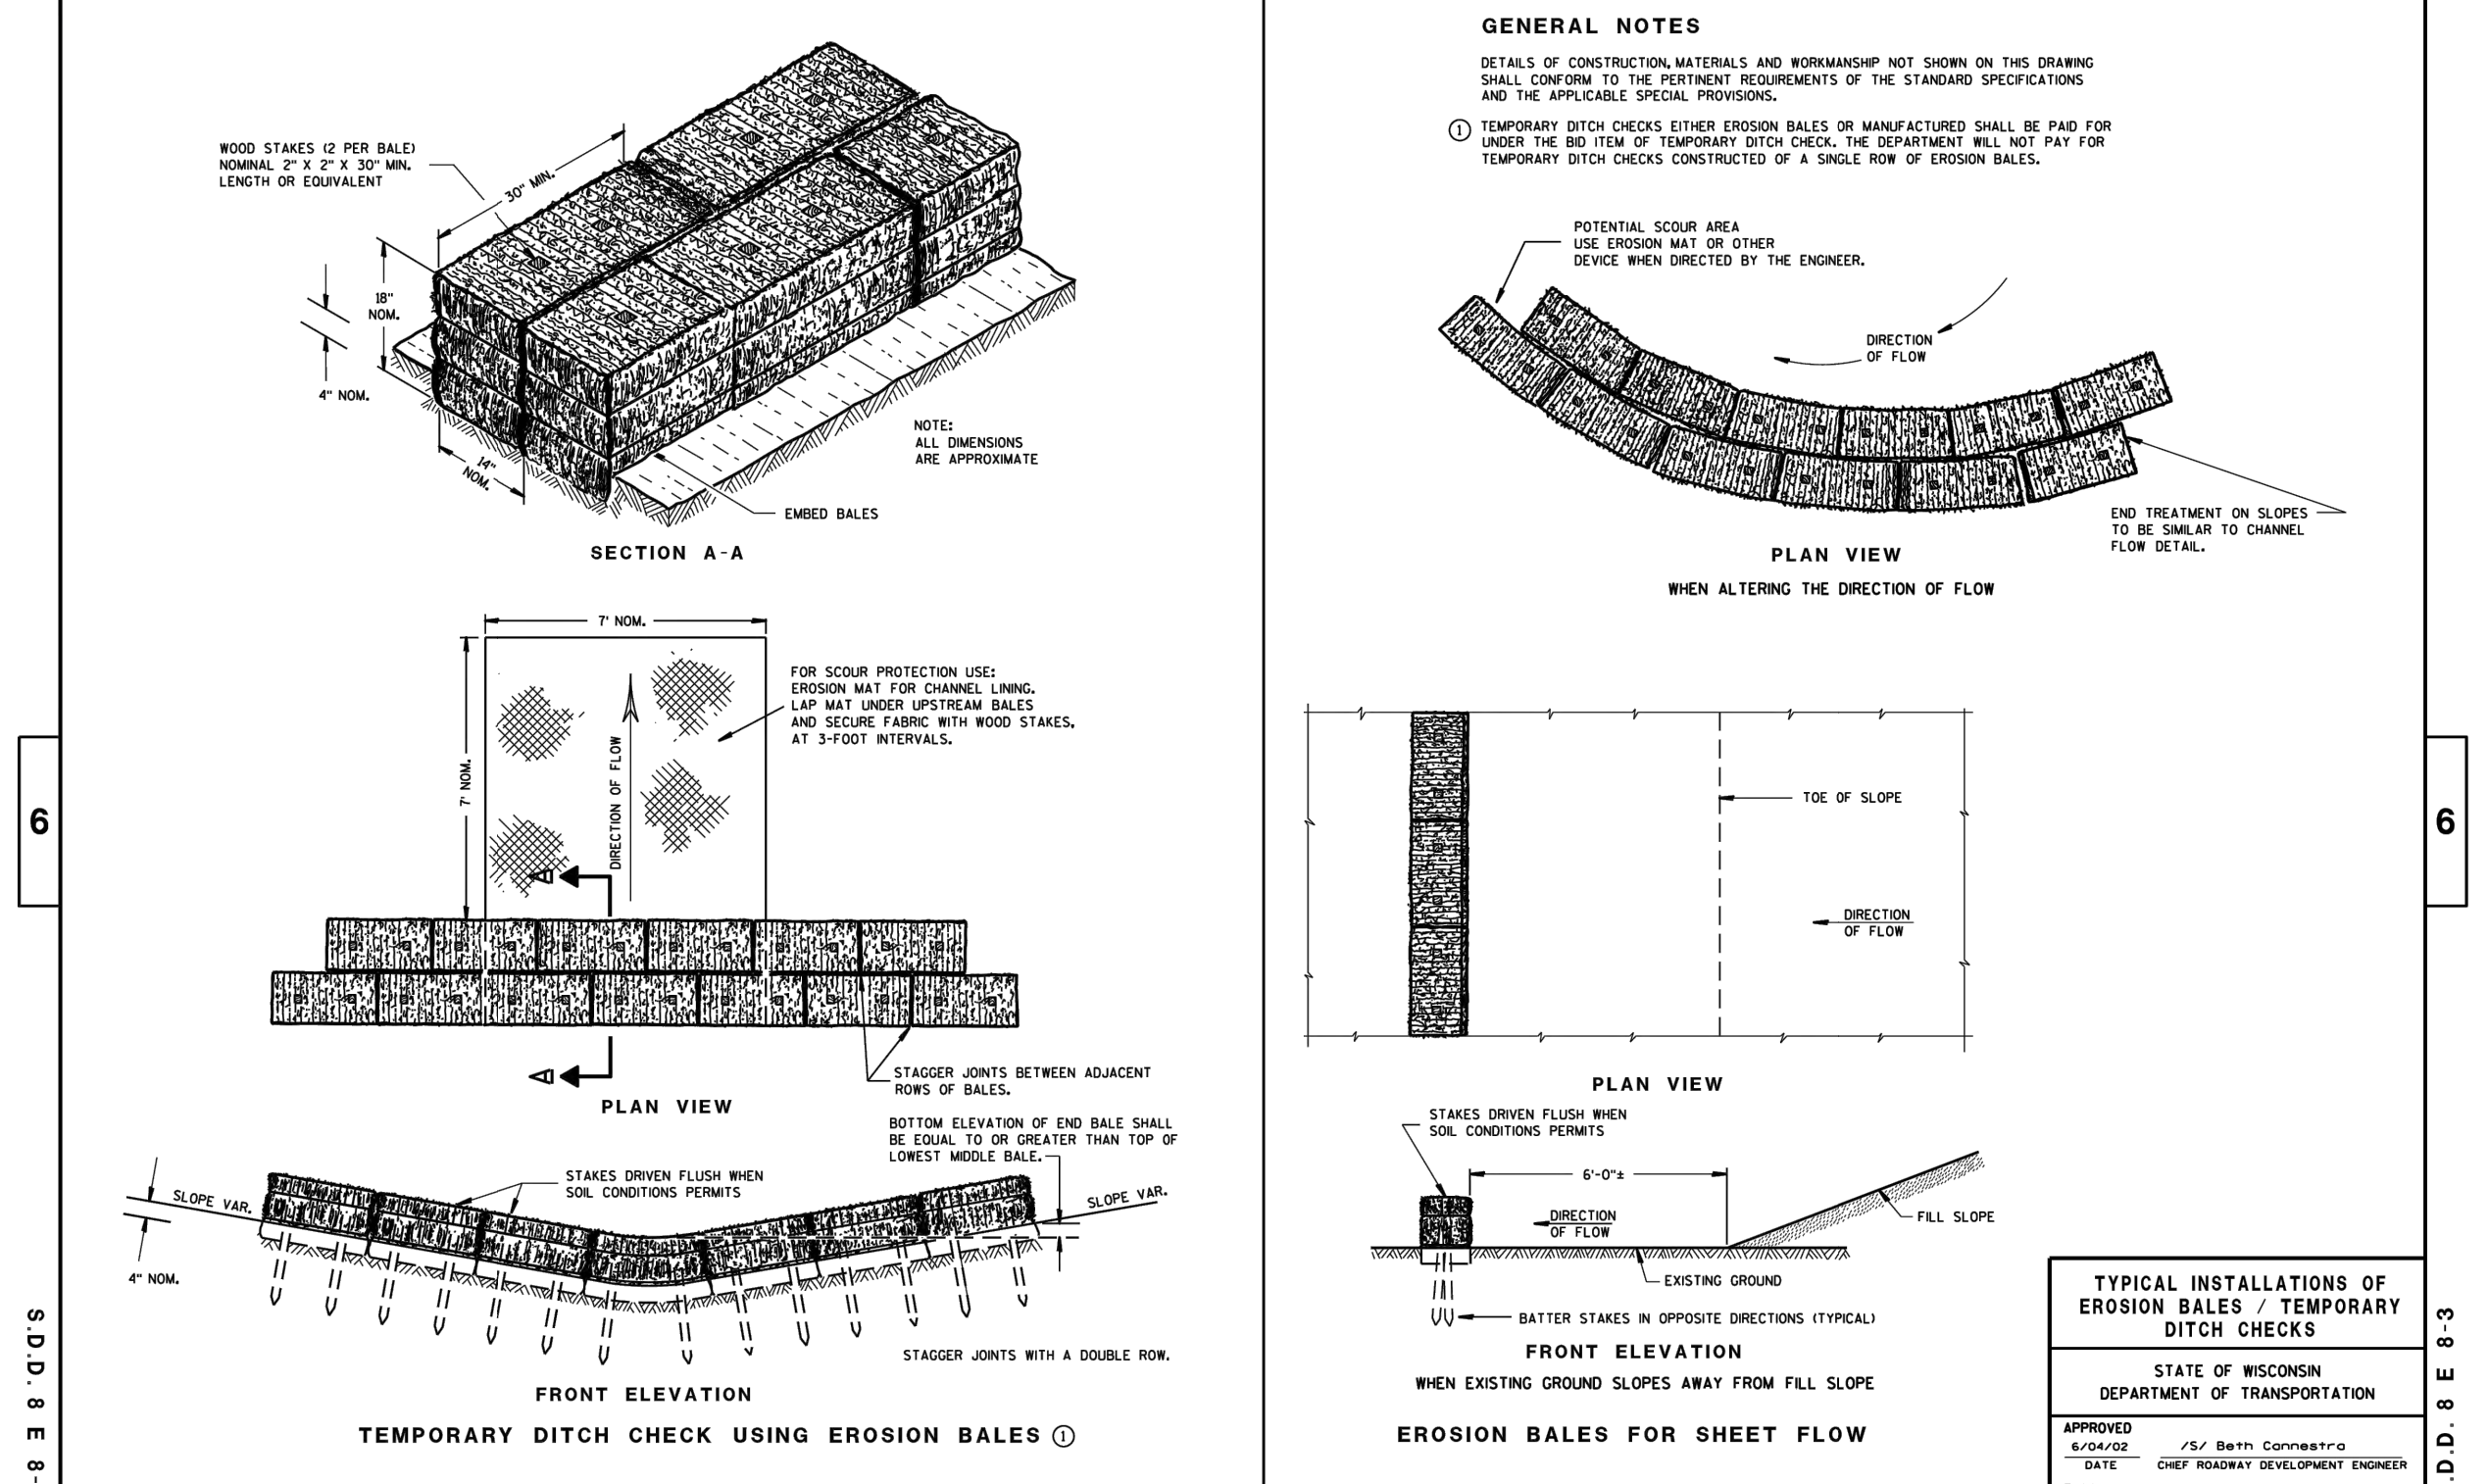 WOOD STAKES (2 PER BALE)
NOMINAL 2" X 2" X 30" MIN.
LENGTH OR EQUIVALENT
30" MIN.
18"
NOM.
4" NOM.
14"
NOM.
NOTE:
ALL DIMENSIONS
ARE APPROXIMATE
EMBED BALES
SECTION A-A
7' NOM.
7' NOM.
DIRECTION OF FLOW
FOR SCOUR PROTECTION USE:
EROSION MAT FOR CHANNEL LINING.
LAP MAT UNDER UPSTREAM BALES
AND SECURE FABRIC WITH WOOD STAKES,
AT 3-FOOT INTERVALS.
A
A
STAGGER JOINTS BETWEEN ADJACENT
ROWS OF BALES.
PLAN VIEW
BOTTOM ELEVATION OF END BALE SHALL
BE EQUAL TO OR GREATER THAN TOP OF
LOWEST MIDDLE BALE.
STAKES DRIVEN FLUSH WHEN
SOIL CONDITIONS PERMITS
SLOPE VAR.
SLOPE VAR.
4" NOM.
STAGGER JOINTS WITH A DOUBLE ROW.
FRONT ELEVATION
TEMPORARY DITCH CHECK USING EROSION BALES ①
6
S.D.D. 8 E 8-
GENERAL NOTES
DETAILS OF CONSTRUCTION, MATERIALS AND WORKMANSHIP NOT SHOWN ON THIS DRAWING
SHALL CONFORM TO THE PERTINENT REQUIREMENTS OF THE STANDARD SPECIFICATIONS
AND THE APPLICABLE SPECIAL PROVISIONS.
① TEMPORARY DITCH CHECKS EITHER EROSION BALES OR MANUFACTURED SHALL BE PAID FOR
UNDER THE BID ITEM OF TEMPORARY DITCH CHECK. THE DEPARTMENT WILL NOT PAY FOR
TEMPORARY DITCH CHECKS CONSTRUCTED OF A SINGLE ROW OF EROSION BALES.
POTENTIAL SCOUR AREA
USE EROSION MAT OR OTHER
DEVICE WHEN DIRECTED BY THE ENGINEER.
DIRECTION
OF FLOW
END TREATMENT ON SLOPES
TO BE SIMILAR TO CHANNEL
FLOW DETAIL.
PLAN VIEW
WHEN ALTERING THE DIRECTION OF FLOW
TOE OF SLOPE
DIRECTION
OF FLOW
PLAN VIEW
STAKES DRIVEN FLUSH WHEN
SOIL CONDITIONS PERMITS
6'-0"±
DIRECTION
OF FLOW
FILL SLOPE
EXISTING GROUND
BATTER STAKES IN OPPOSITE DIRECTIONS (TYPICAL)
FRONT ELEVATION
WHEN EXISTING GROUND SLOPES AWAY FROM FILL SLOPE
EROSION BALES FOR SHEET FLOW
TYPICAL INSTALLATIONS OF
EROSION BALES / TEMPORARY
DITCH CHECKS
STATE OF WISCONSIN
DEPARTMENT OF TRANSPORTATION
APPROVED
6/04/02 /S/ Beth Cannestra
DATE CHIEF ROADWAY DEVELOPMENT ENGINEER
6
.D.D. 8 E 8-3